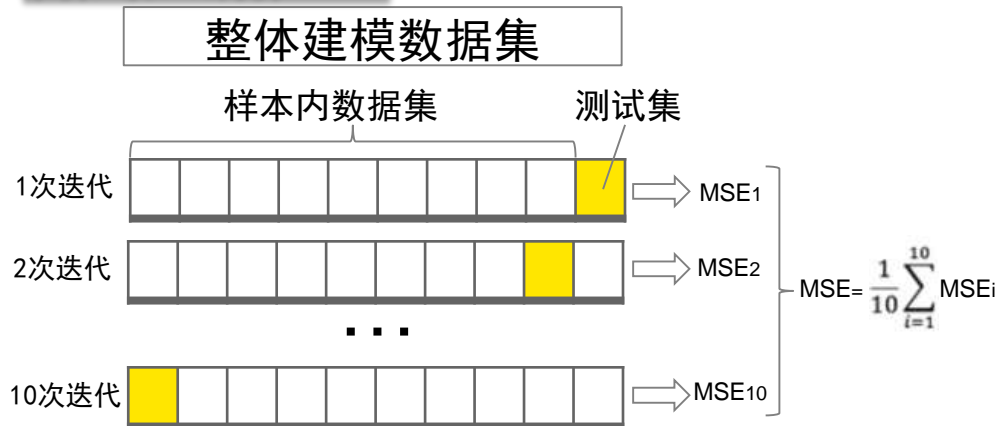 整体建模数据集
样本内数据集 测试集
1次迭代 MSE1
2次迭代 MSE2
MSE= 1/10 ∑ i=1 10 MSEi
...
10次迭代 MSE10